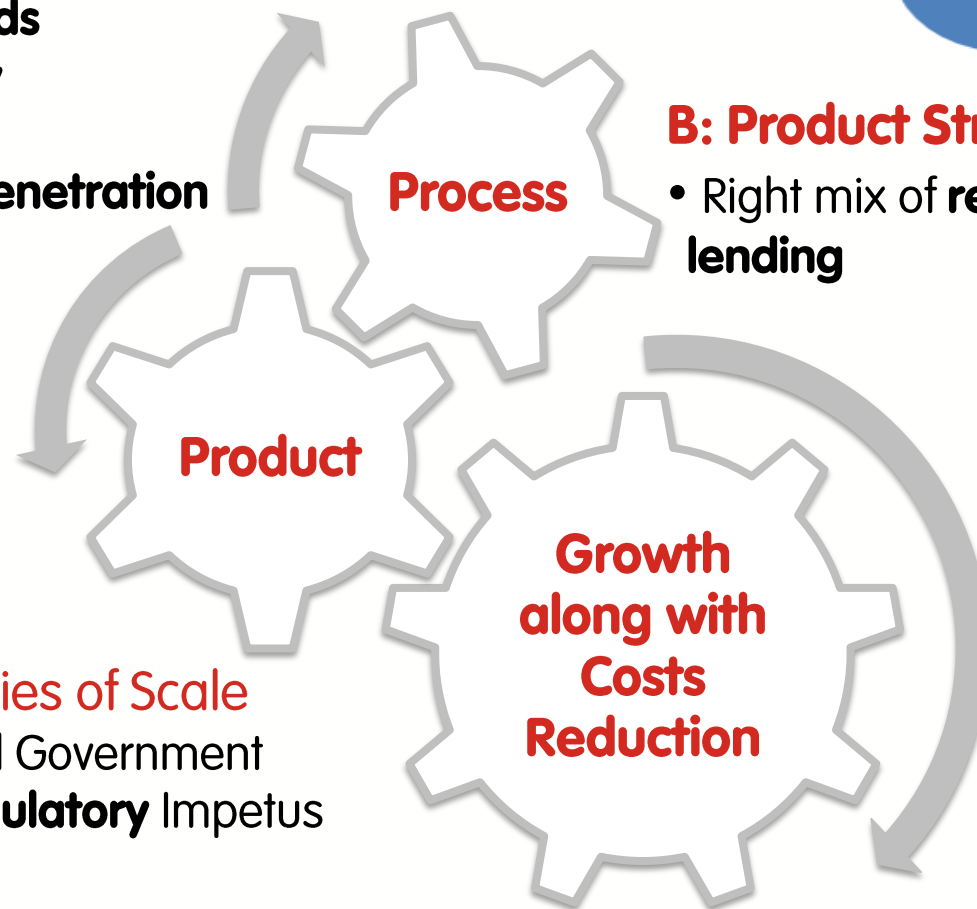 ds
enetration
Process
B: Product Str
• Right mix of re
lending
Product
Growth
along with
Costs
Reduction
ies of Scale
l Government
ulatory Impetus